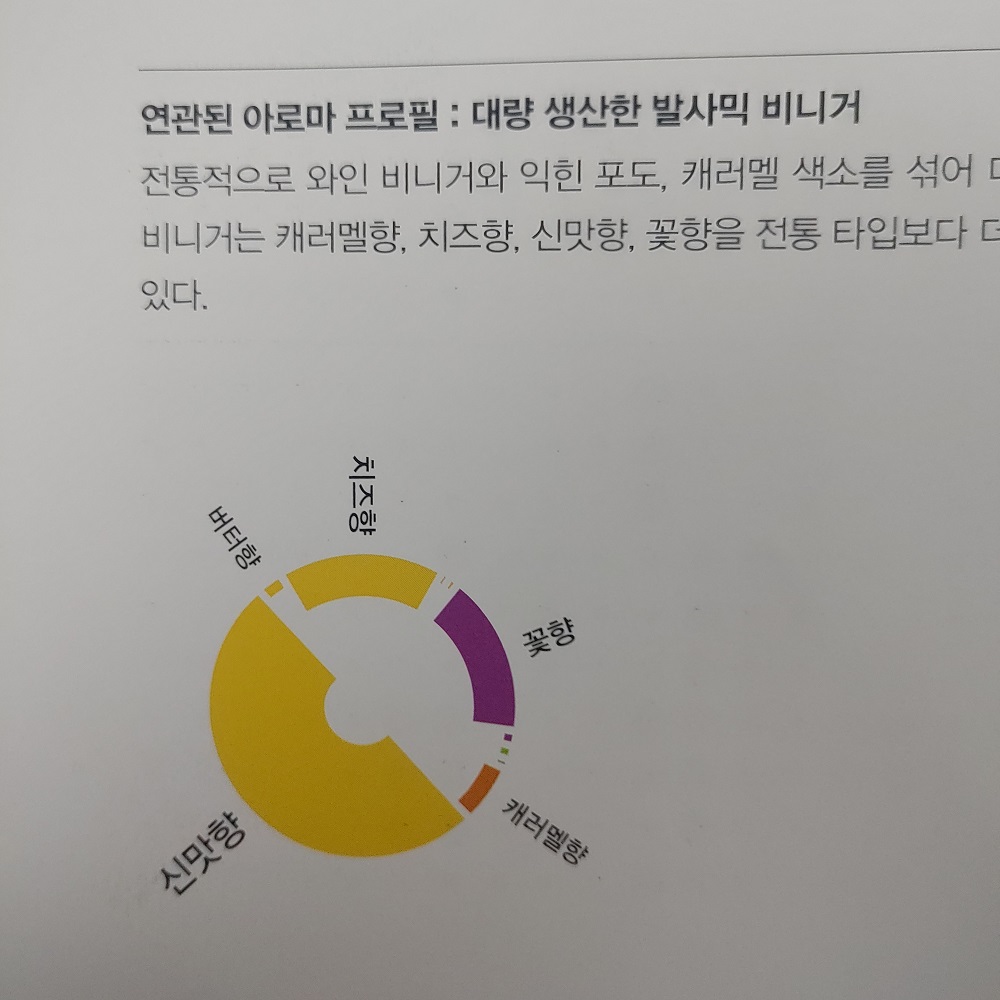 연관된 아로마 프로필 : 대량 생산한 발사믹 비니거
전통적으로 와인 비니거와 익힌 포도, 캐러멜 색소를 섞어
비니거는 캐러멜향, 치즈향, 신맛향, 꽃향을 전통 타입보다 더
있다.
치즈향
버터향
꽃향
캐러멜향
신맛향